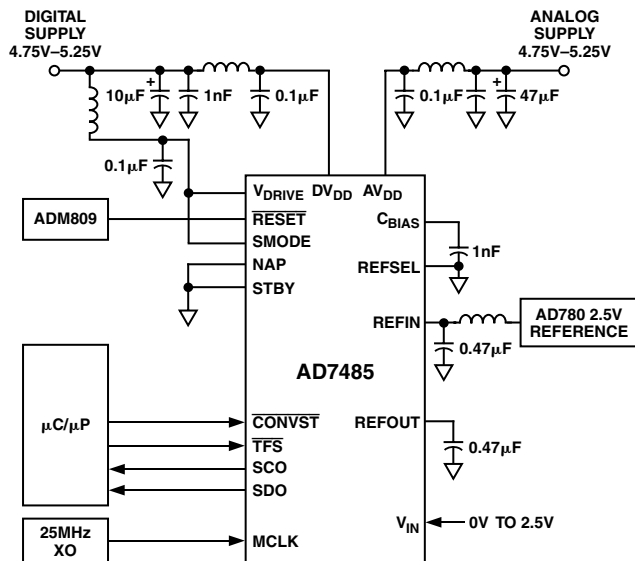 DIGITAL
SUPPLY
4.75V–5.25V
ANALOG
SUPPLY
4.75V–5.25V
10µF
+
1nF
0.1µF
0.1µF
+
47µF
0.1µF
VDRIVE
DVDD
AVDD
ADM809
RESET
CBIAS
SMODE
1nF
NAP
REFSEL
STBY
REFIN
AD780 2.5V
REFERENCE
0.47µF
AD7485
µC/µP
CONVST
REFOUT
TFS
0.47µF
SCO
SDO
VIN
0V TO 2.5V
25MHz
XO
MCLK